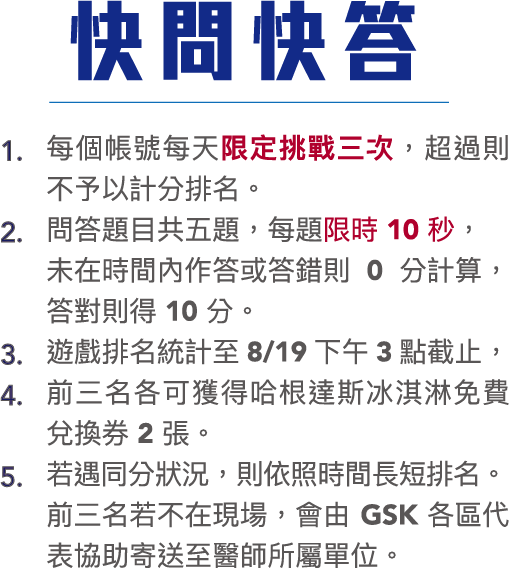 快問快答
1. 每個帳號每天限定挑戰三次，超過則
不予以計分排名。
2. 問答題目共五題，每題限時 10 秒，
未在時間內作答或答錯則 0 分計算，
答對則得 10 分。
3. 遊戲排名統計至 8/19 下午 3 點截止，
4. 前三名各可獲得哈根達斯冰淇淋免費
兌換券 2 張。
5. 若遇同分狀況，則依照時間長短排名。
前三名若不在現場，會由 GSK 各區代
表協助寄送至醫師所屬單位。